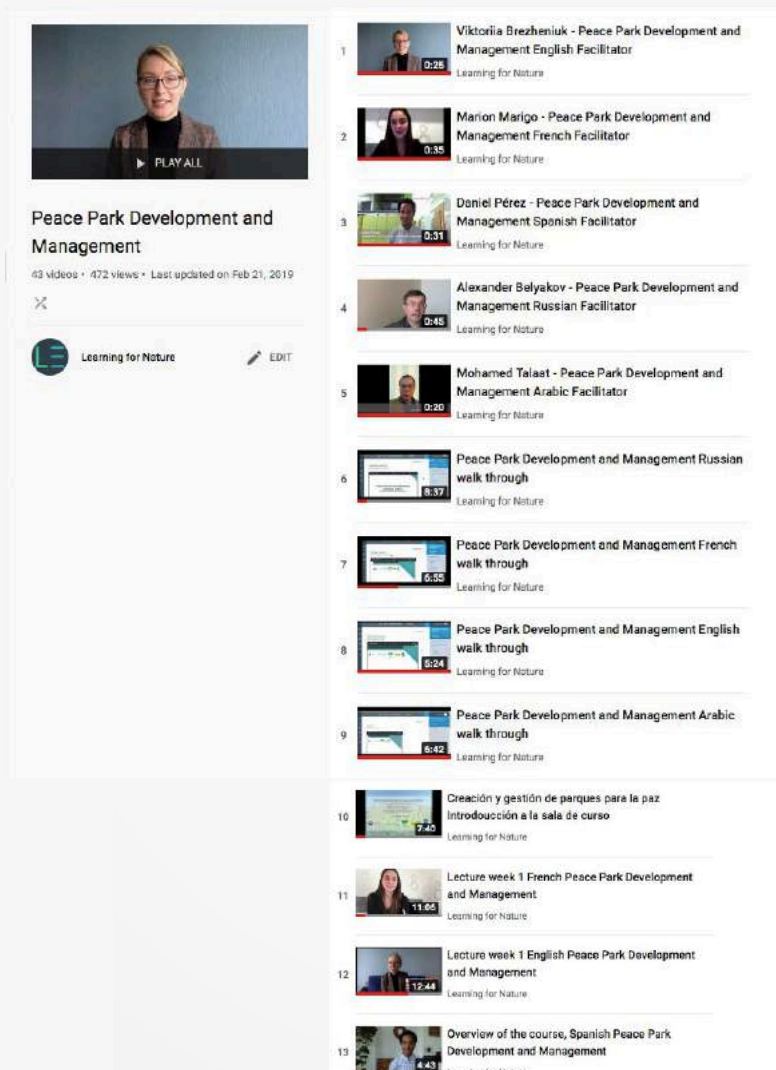 PLAY ALL
Peace Park Development and
Management
43 videos • 472 views • Last updated on Feb 21, 2019
Learning for Nature
EDIT
1
0:25
Viktoriia Brezheniuk - Peace Park Development and
Management English Facilitator
Learning for Nature
2
0:35
Marion Marigo - Peace Park Development and
Management French Facilitator
Learning for Nature
3
0:31
Daniel Pérez - Peace Park Development and
Management Spanish Facilitator
Learning for Nature
4
0:45
Alexander Belyakov - Peace Park Development and
Management Russian Facilitator
Learning for Nature
5
0:20
Mohamed Talaat - Peace Park Development and
Management Arabic Facilitator
Learning for Nature
6
8:37
Peace Park Development and Management Russian
walk through
Learning for Nature
7
6:55
Peace Park Development and Management French
walk through
Learning for Nature
8
5:24
Peace Park Development and Management English
walk through
Learning for Nature
9
6:42
Peace Park Development and Management Arabic
walk through
Learning for Nature
10
7:40
Creación y gestión de parques para la paz
Introdoucción a la sala de curso
Learning for Nature
11
11:05
Lecture week 1 French Peace Park Development
and Management
Learning for Nature
12
12:44
Lecture week 1 English Peace Park Development
and Management
Learning for Nature
13
4:43
Overview of the course, Spanish Peace Park
Development and Management